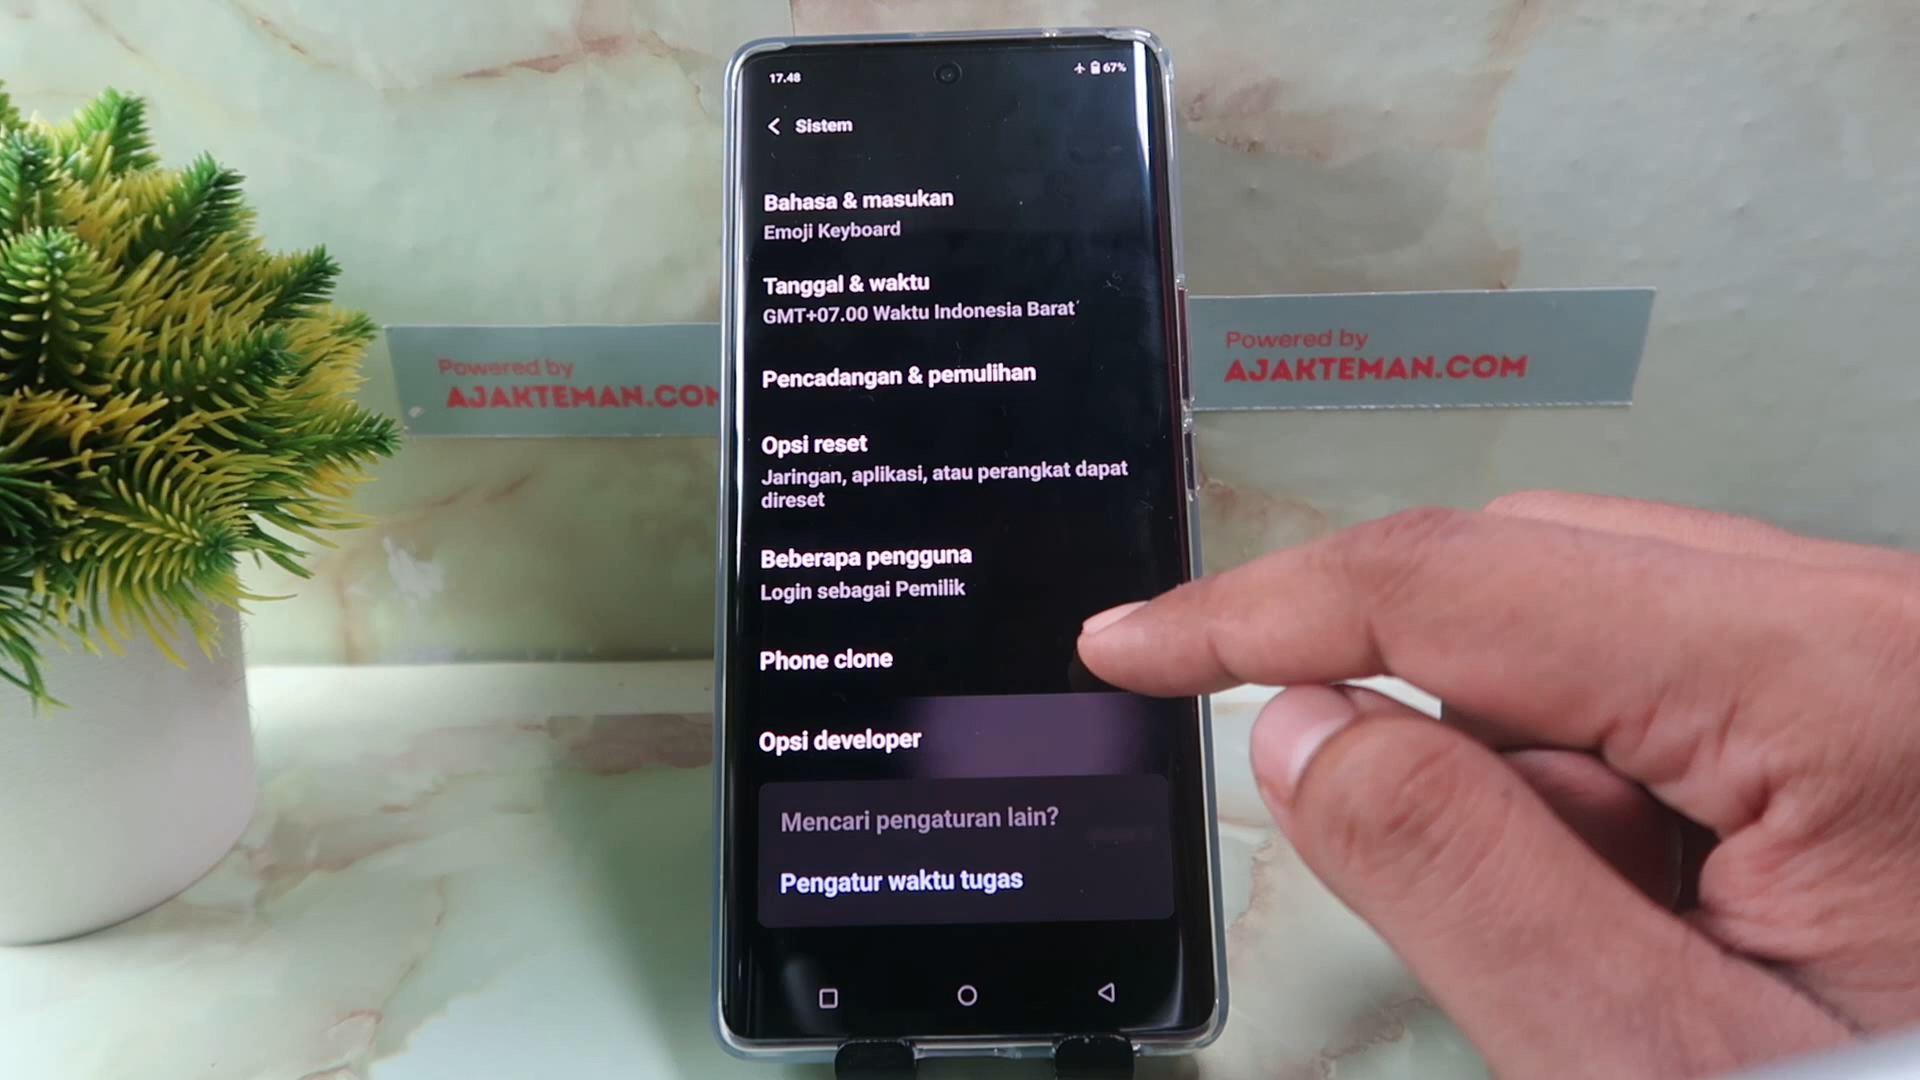 17.48
67%
Sistem
Bahasa & masukan
Emoji Keyboard
Tanggal & waktu
GMT+07.00 Waktu Indonesia Barat
Pencadangan & pemulihan
Opsi reset
Jaringan, aplikasi, atau perangkat dapat
direset
Beberapa pengguna
Login sebagai Pemilik
Phone clone
Opsi developer
Mencari pengaturan lain?
Pengatur waktu tugas
Powered by
AJAKTEMAN.COM
Powered by
AJAKTEMAN.COM